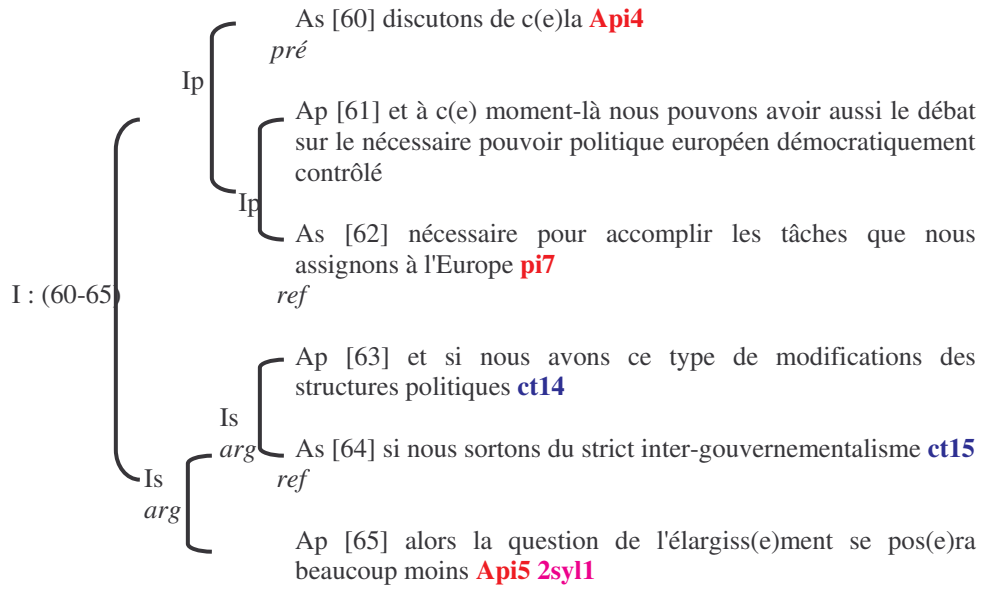 As [60] discutons de c(e)la Api4
pré
Ip
Ap [61] et à c(e) moment-là nous pouvons avoir aussi le débat
sur le nécessaire pouvoir politique européen démocratiquement
contrôlé
Ip
As [62] nécessaire pour accomplir les tâches que nous
assignons à l'Europe pi7
I : (60-65)
ref
Ap [63] et si nous avons ce type de modifications des
structures politiques ct14
Is
arg
As [64] si nous sortons du strict inter-gouvernementalisme ct15
Is
ref
arg
Ap [65] alors la question de l'élargiss(e)ment se pos(e)ra
beaucoup moins Api5 2syl1